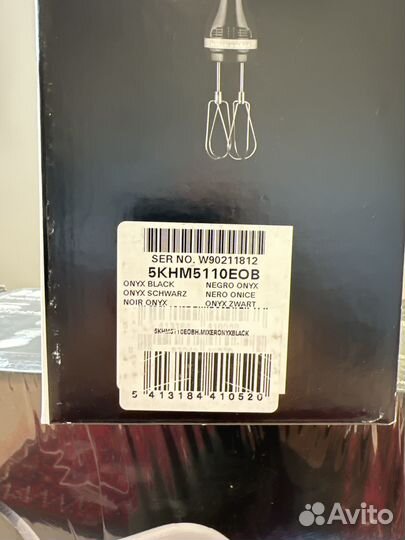 SER NO. W90211812
5KHM5110EOB
ONYX BLACK NEGRO ONYX
ONYX SCHWARZ NERO ONICE
NOIR ONYX ONYX ZWART
5KHM5110EOBH.MIXERONYXBLACK
5 413184 410520
Avito